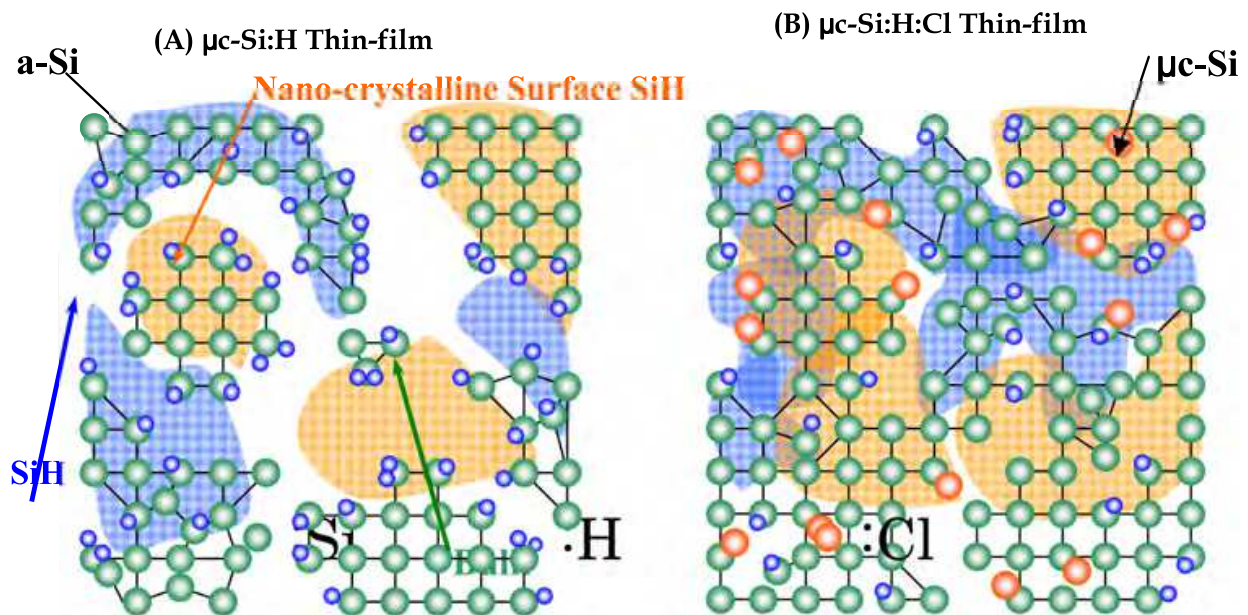 (A) μc-Si:H Thin-film
(B) μc-Si:H:Cl Thin-film
a-Si
μc-Si
Nano-crystalline Surface SiH
SiH
Si
·H
:Cl